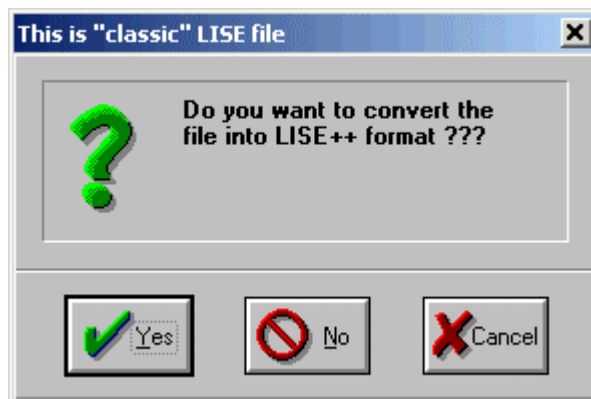 This is "classic" LISE file
Do you want to convert the
file into LISE++ format ???
Yes
No
Cancel